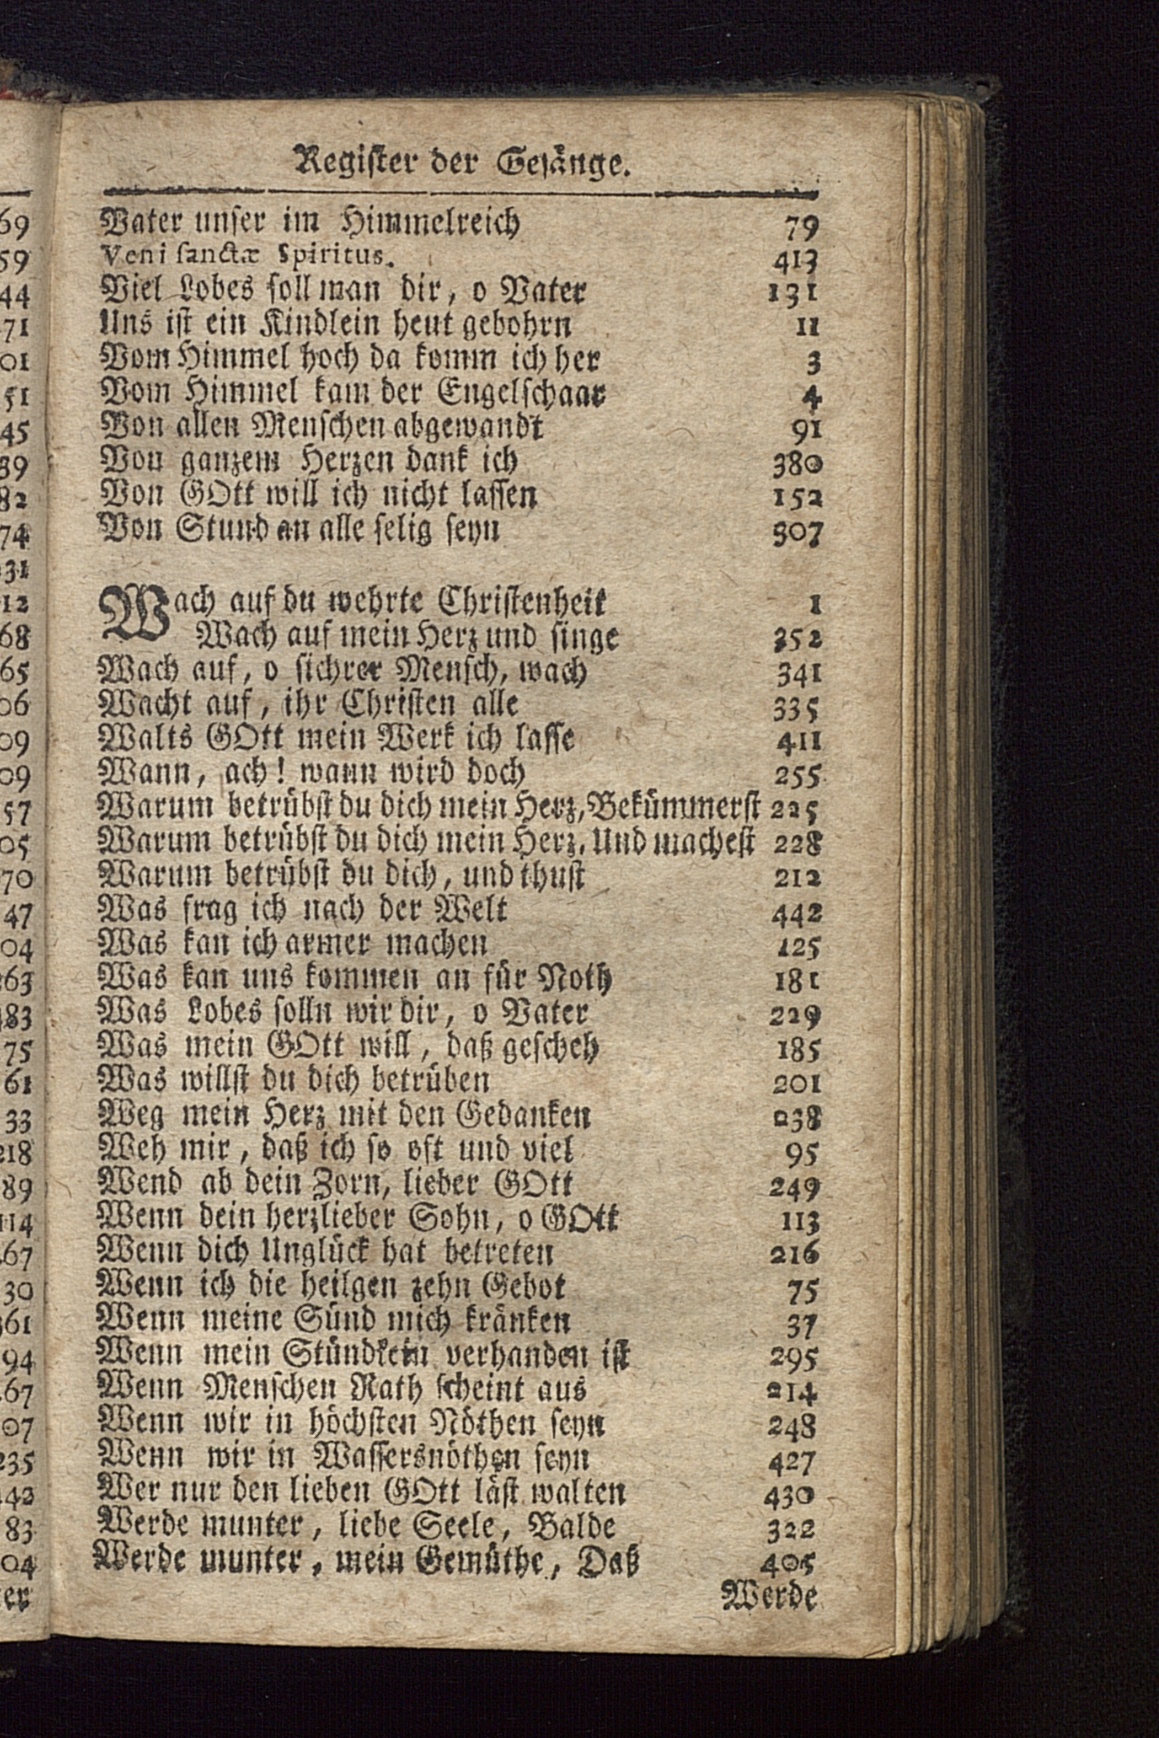 Register der Gesänge.
Vater unser im Himmelreich 79
Veni sanctæ Spiritus. 413
Viel Lobes soll man dir, o Vater 131
Uns ist ein Kindlein heut gebohrn 11
Vom Himmel hoch da komm ich her 3
Vom Himmel kam der Engelschaar 4
Von allen Menschen abgewandt 91
Von ganzem Herzen dank ich 380
Von GOtt will ich nicht lassen 152
Von Stund an alle selig seyn 307
Wach auf du wehrte Christenheit 1
Wach auf mein Herz und singe 352
Wach auf, o sichrer Mensch, wach 341
Wacht auf, ihr Christen alle 335
Walts GOtt mein Werk ich lasse 411
Wann, ach! wann wird doch 255
Warum betrübst du dich mein Herz, Bekümmerst 225
Warum betrübst du dich mein Herz, Und machest 228
Warum betrübst du dich, und thust 212
Was frag ich nach der Welt 442
Was kan ich armer machen 125
Was kan uns kommen an für Noth 181
Was Lobes solln wir dir, o Vater 229
Was mein GOtt will, daß gescheh 185
Was willst du dich betrüben 201
Weg mein Herz mit den Gedanken 238
Weh mir, daß ich so oft und viel 95
Wend ab dein Zorn, lieber GOtt 249
Wenn dein herzlieber Sohn, o GOtt 113
Wenn dich Unglück hat betreten 216
Wenn ich die heilgen zehn Gebot 75
Wenn meine Sünd mich kränken 37
Wenn mein Stündkein verhanden ist 295
Wenn Menschen Rath scheint aus 214
Wenn wir in höchsten Nöthen seyn 248
Wenn wir in Wassersnöthen seyn 427
Wer nur den lieben GOtt läst walten 430
Werde munter, liebe Seele, Balde 322
Werde munter, mein Gemüthe, Daß 405
Werde